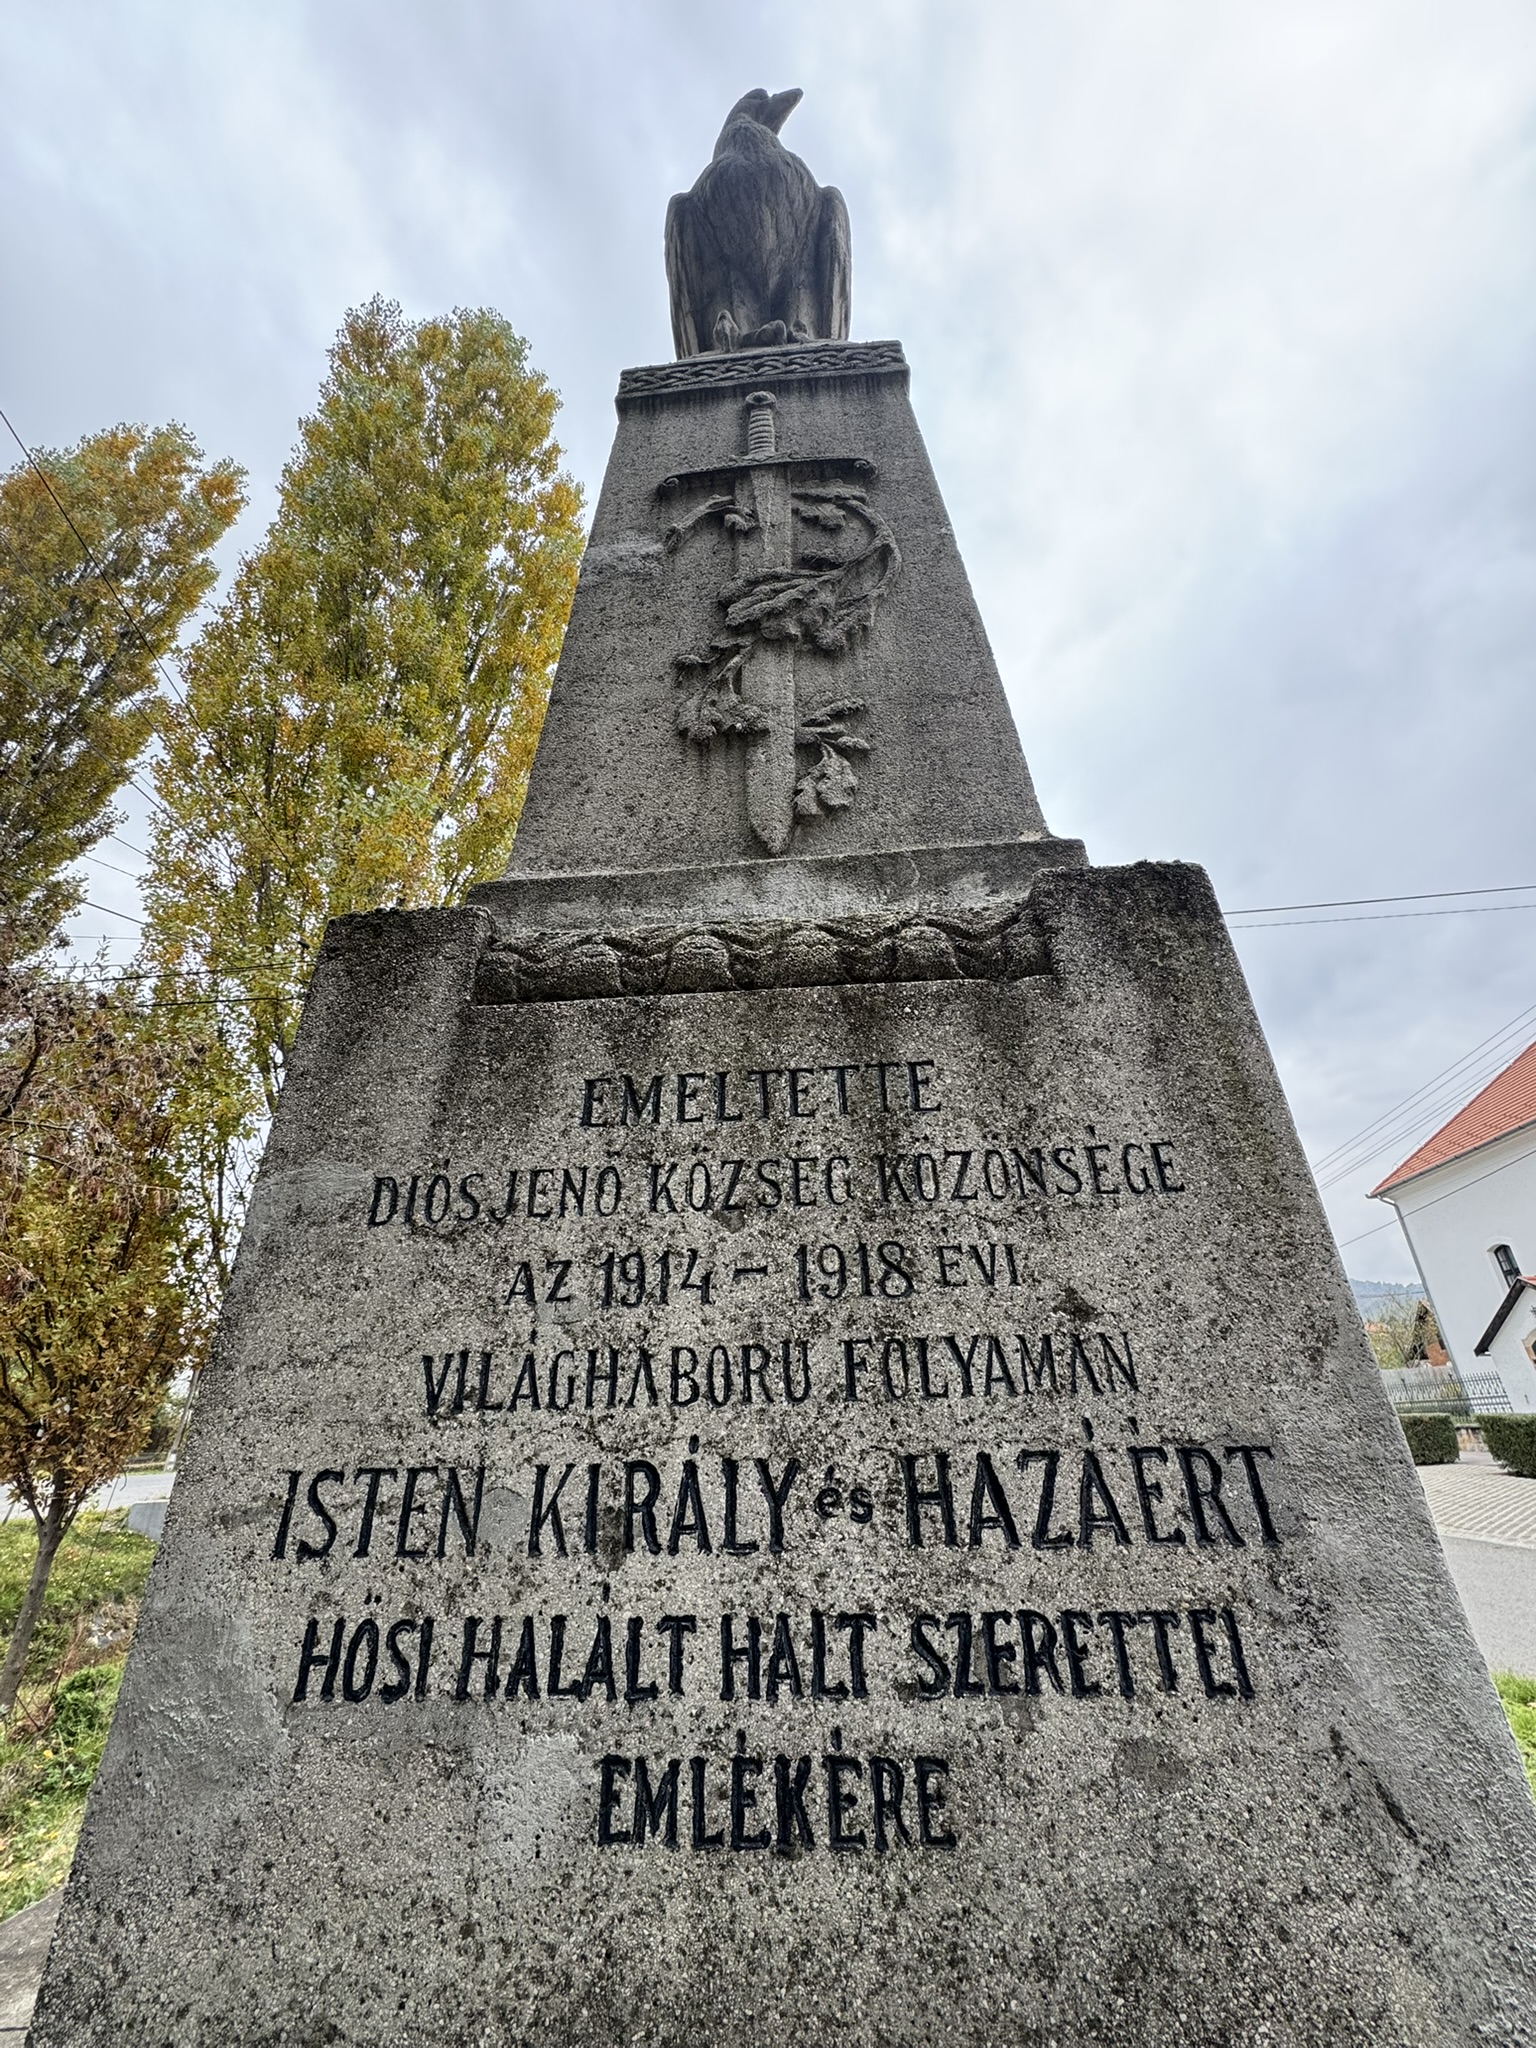 EMELTETTE
DIÓSJENŐ KÖZSÉG KÖZÖNSÉGE
AZ 1914 - 1918 ÉVI
VILÁGHÁBORÚ FOLYAMÁN
ISTEN KIRÁLY és HAZÁÉRT
HŐSI HALÁLT HALT SZERETTEI
EMLÉKÉRE